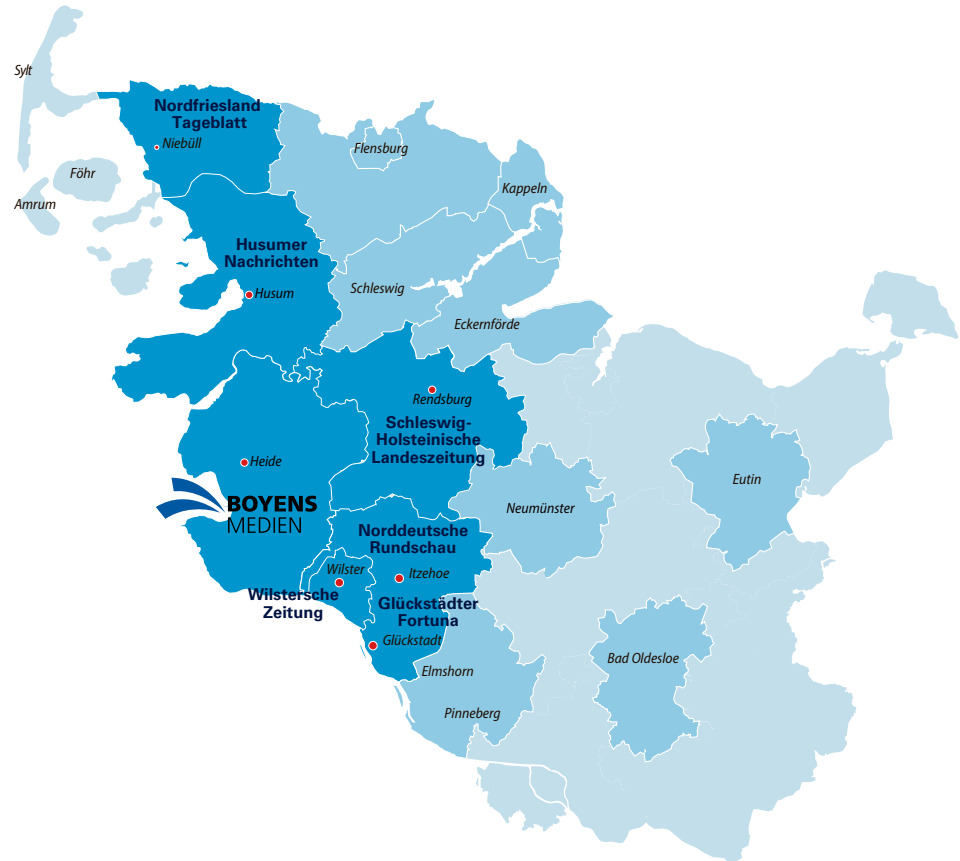 Sylt
Nordfriesland
Tageblatt
Niebüll
Flensburg
Föhr
Kappeln
Amrum
Husumer
Nachrichten
Schleswig
Husum
Eckernförde
Rendsburg
Schleswig-
Holsteinische
Landeszeitung
Heide
Eutin
BOYENS
MEDIEN
Neumünster
Norddeutsche
Rundschau
Wilster
Itzehoe
Wilstersche
Zeitung
Glückstädter
Fortuna
Glückstadt
Bad Oldesloe
Elmshorn
Pinneberg